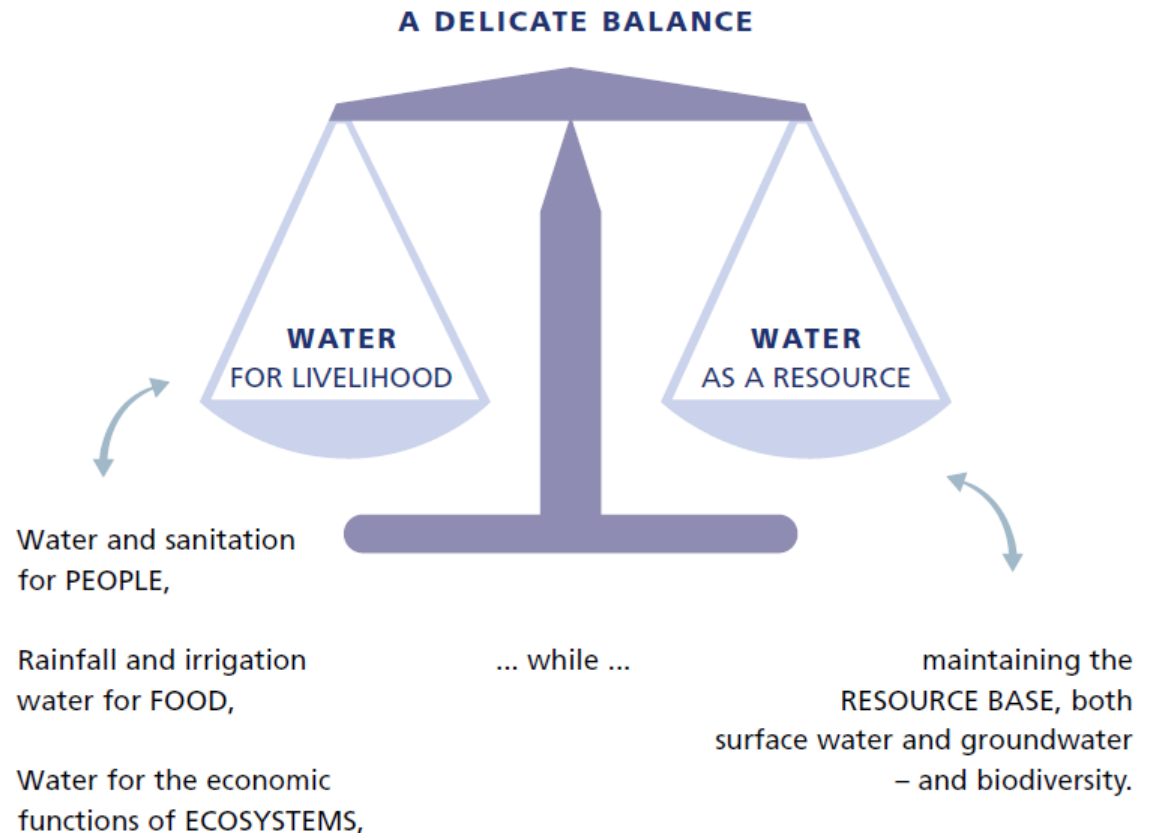 A DELICATE BALANCE
WATER
FOR LIVELIHOOD
WATER
AS A RESOURCE
Water and sanitation
for PEOPLE,
Rainfall and irrigation
water for FOOD,
Water for the economic
functions of ECOSYSTEMS,
... while ...
maintaining the
RESOURCE BASE, both
surface water and groundwater
– and biodiversity.